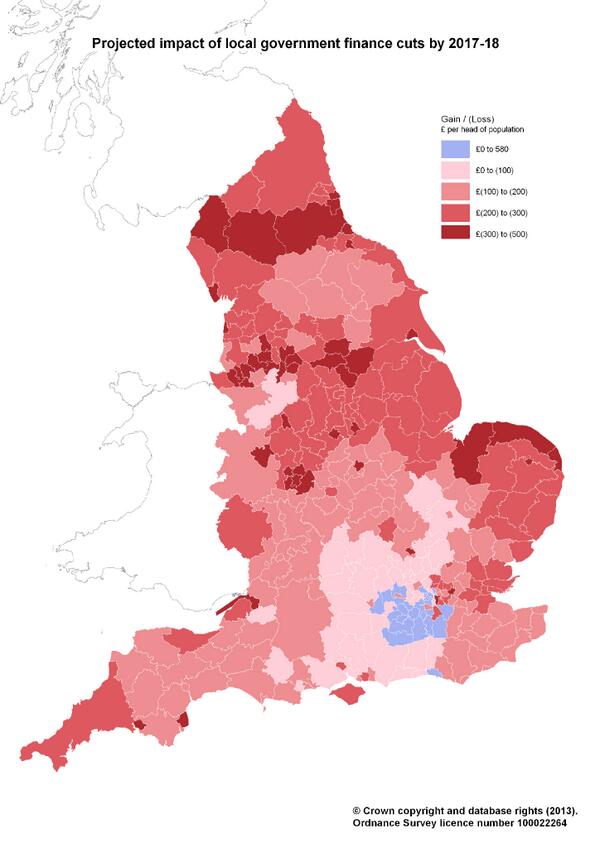 Projected impact of local government finance cuts by 2017-18
Gain / (Loss)
£ per head of population
£0 to 580
£0 to (100)
£(100) to (200)
£(200) to (300)
£(300) to (500)
© Crown copyright and database rights (2013).
Ordnance Survey licence number 100022264